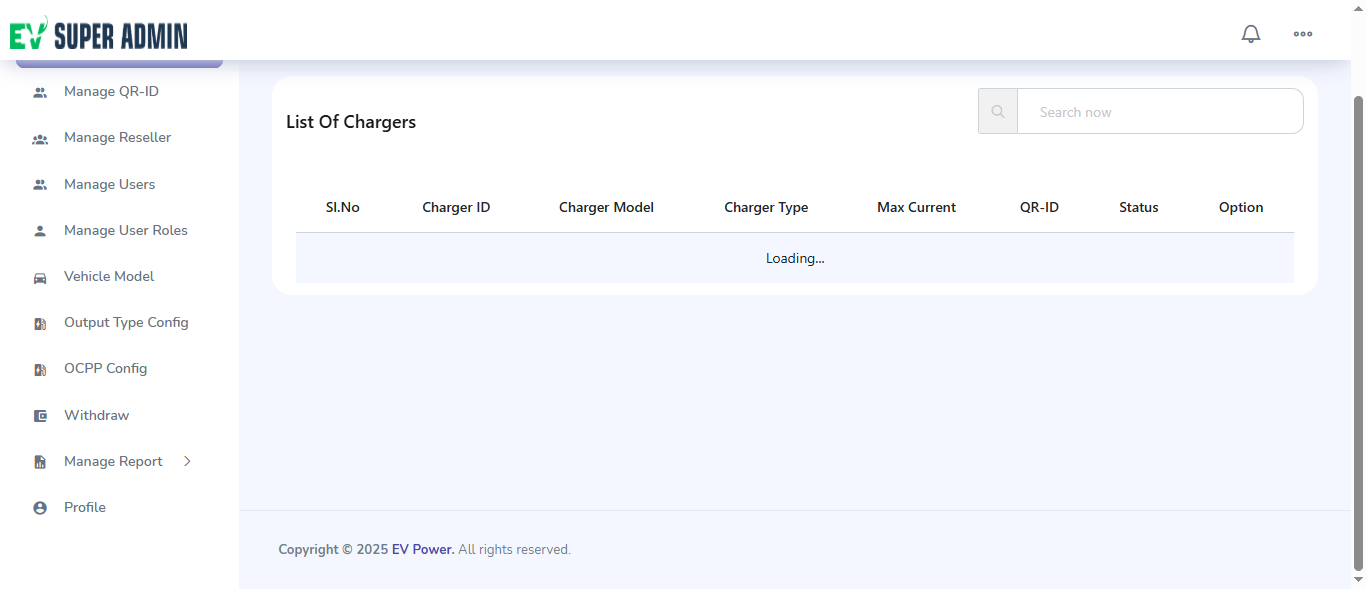 EV SUPER ADMIN
Manage QR-ID
Manage Reseller
Manage Users
Manage User Roles
Vehicle Model
Output Type Config
OCPP Config
Withdraw
Manage Report
Profile
List Of Chargers
Search now
Sl.No Charger ID Charger Model Charger Type Max Current QR-ID Status Option
Loading...
Copyright © 2025 EV Power. All rights reserved.